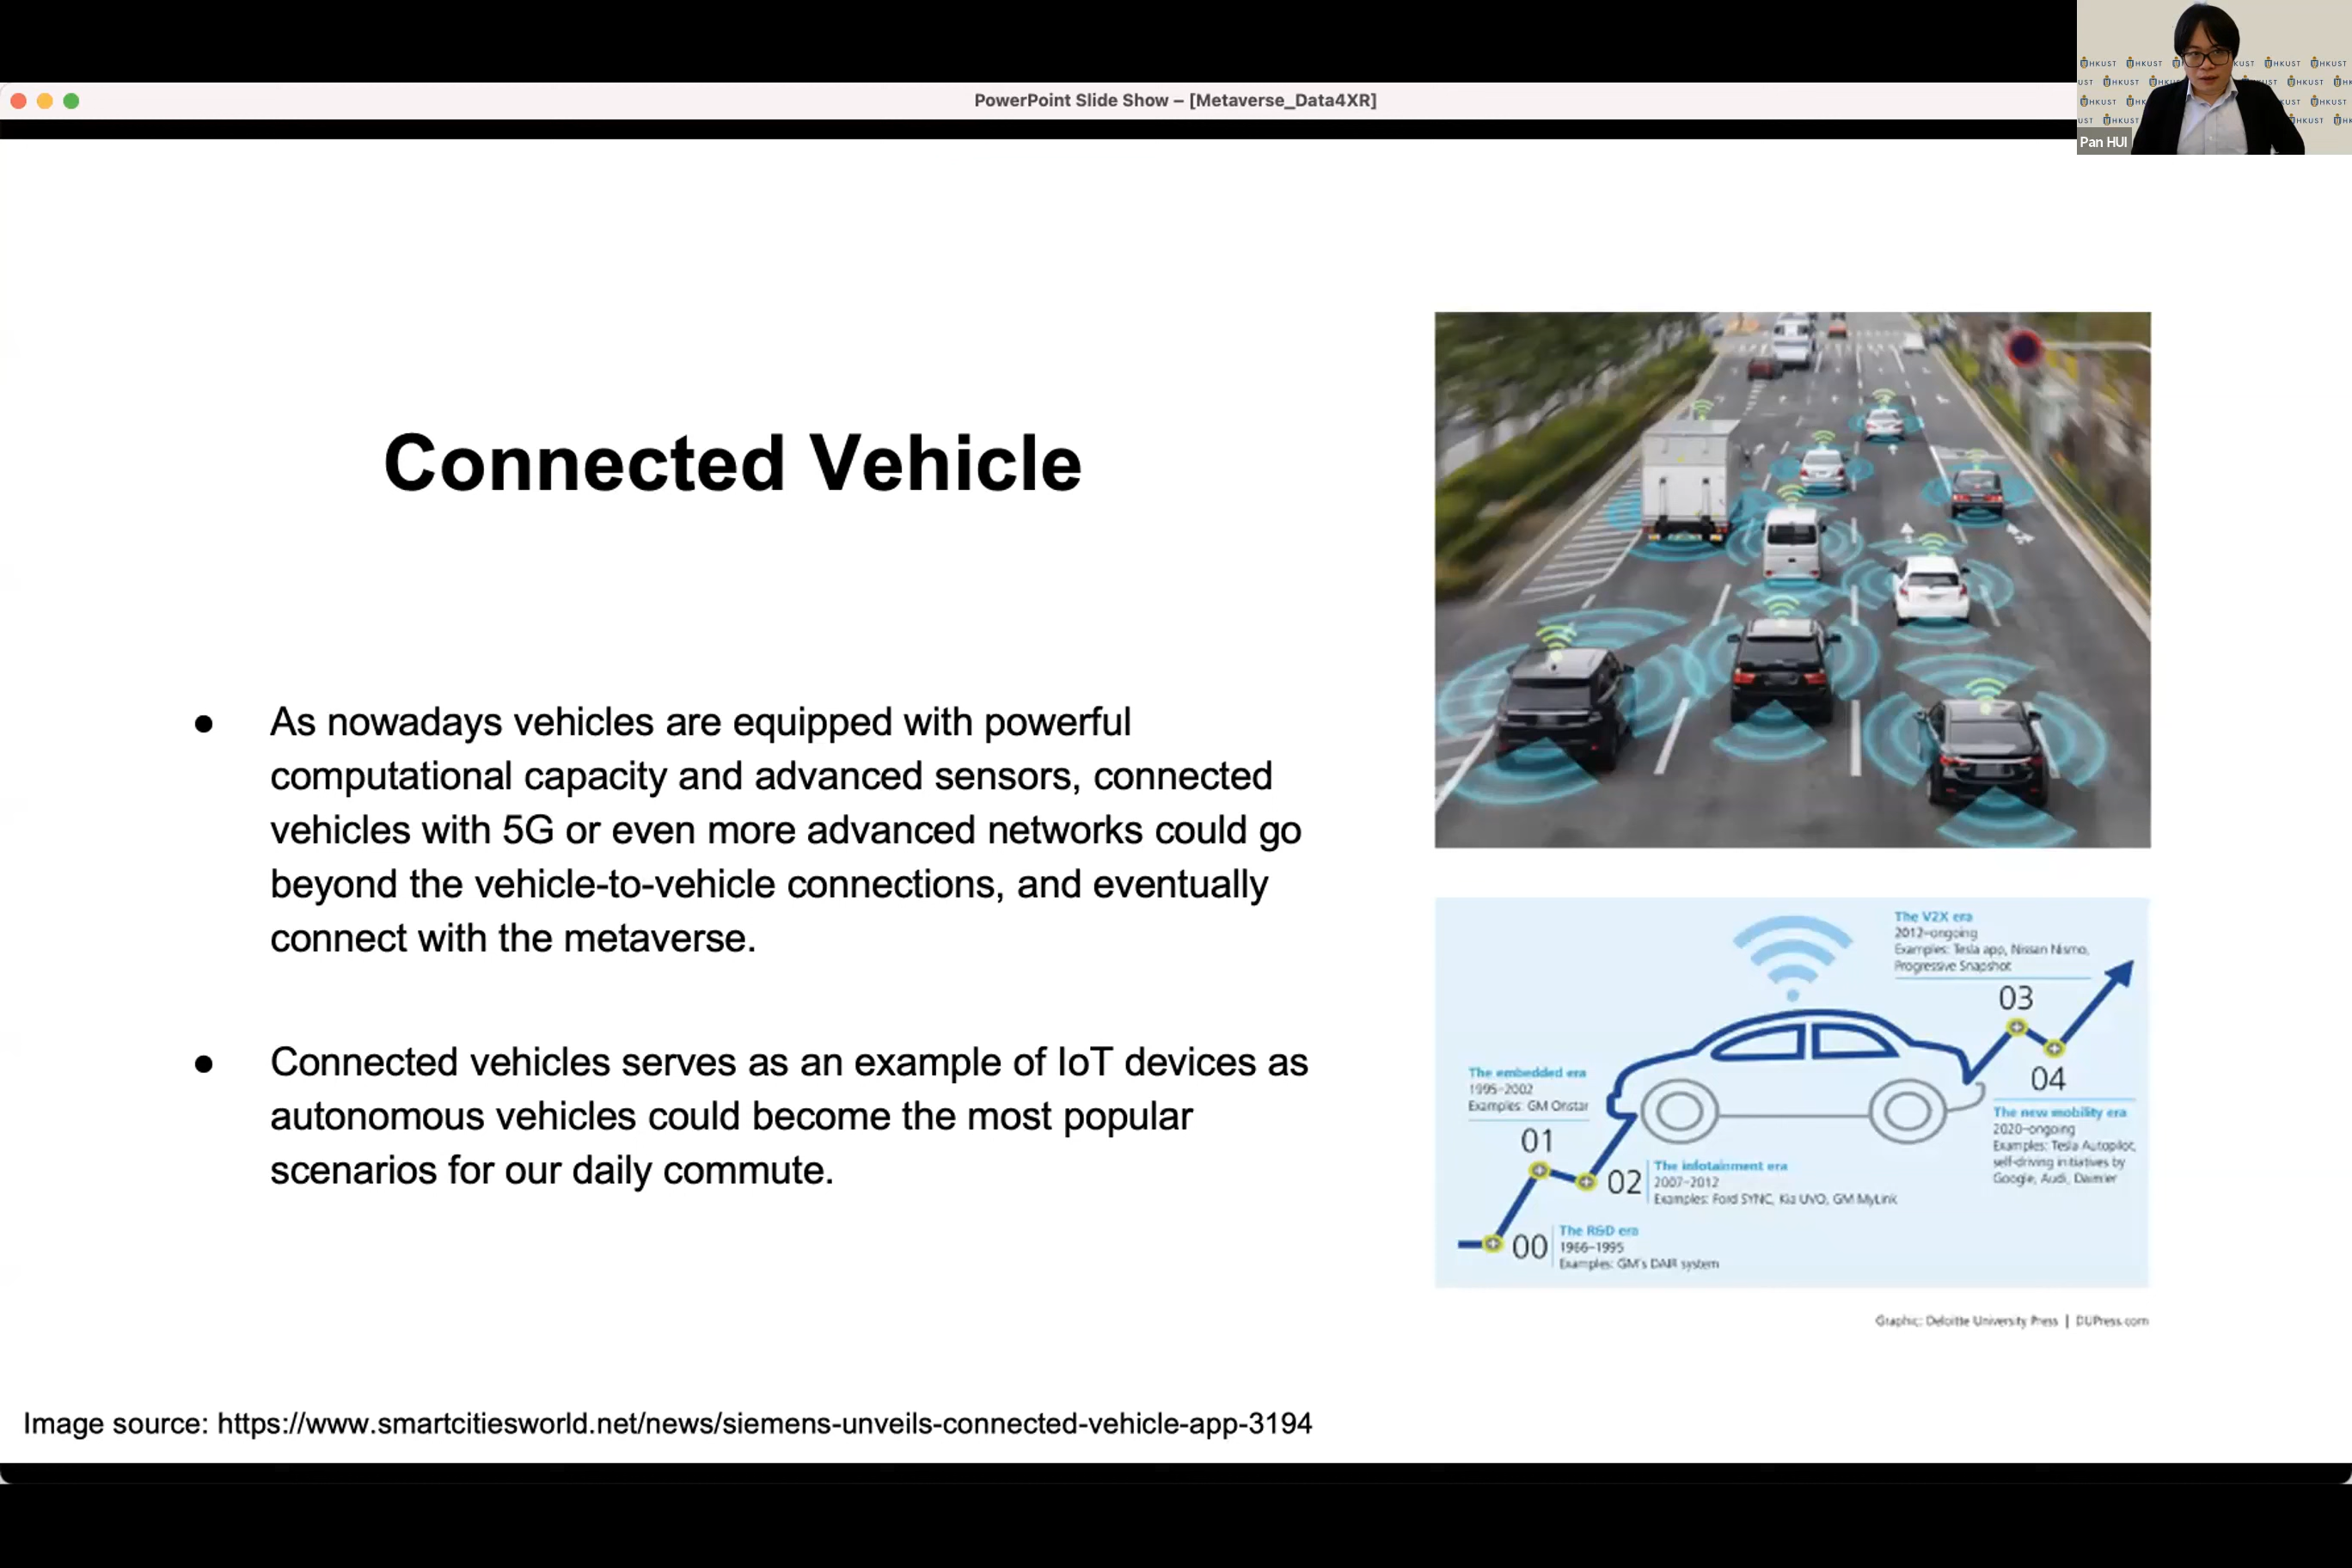 PowerPoint Slide Show – [Metaverse_Data4XR]
HKUST HKUST HKUST HKUST HKUST
Pan HUI
Connected Vehicle
● As nowadays vehicles are equipped with powerful
computational capacity and advanced sensors, connected
vehicles with 5G or even more advanced networks could go
beyond the vehicle-to-vehicle connections, and eventually
connect with the metaverse.
● Connected vehicles serves as an example of IoT devices as
autonomous vehicles could become the most popular
scenarios for our daily commute.
The V2X era
2012–ongoing
Examples: Tesla app, Nissan Nismo,
Progressive Snapshot
03
04
The new mobility era
2020–ongoing
Examples: Tesla Autopilot,
self-driving initiatives by
Google, Audi, Daimler
The embedded era
1995–2002
Examples: GM Onstar
01
02
The infotainment era
2007–2012
Examples: Ford SYNC, Kia UVO, GM MyLink
00
The R&D era
1966–1995
Examples: GM's DAIR system
Graphic: Deloitte University Press | DUPress.com
Image source: https://www.smartcitiesworld.net/news/siemens-unveils-connected-vehicle-app-3194